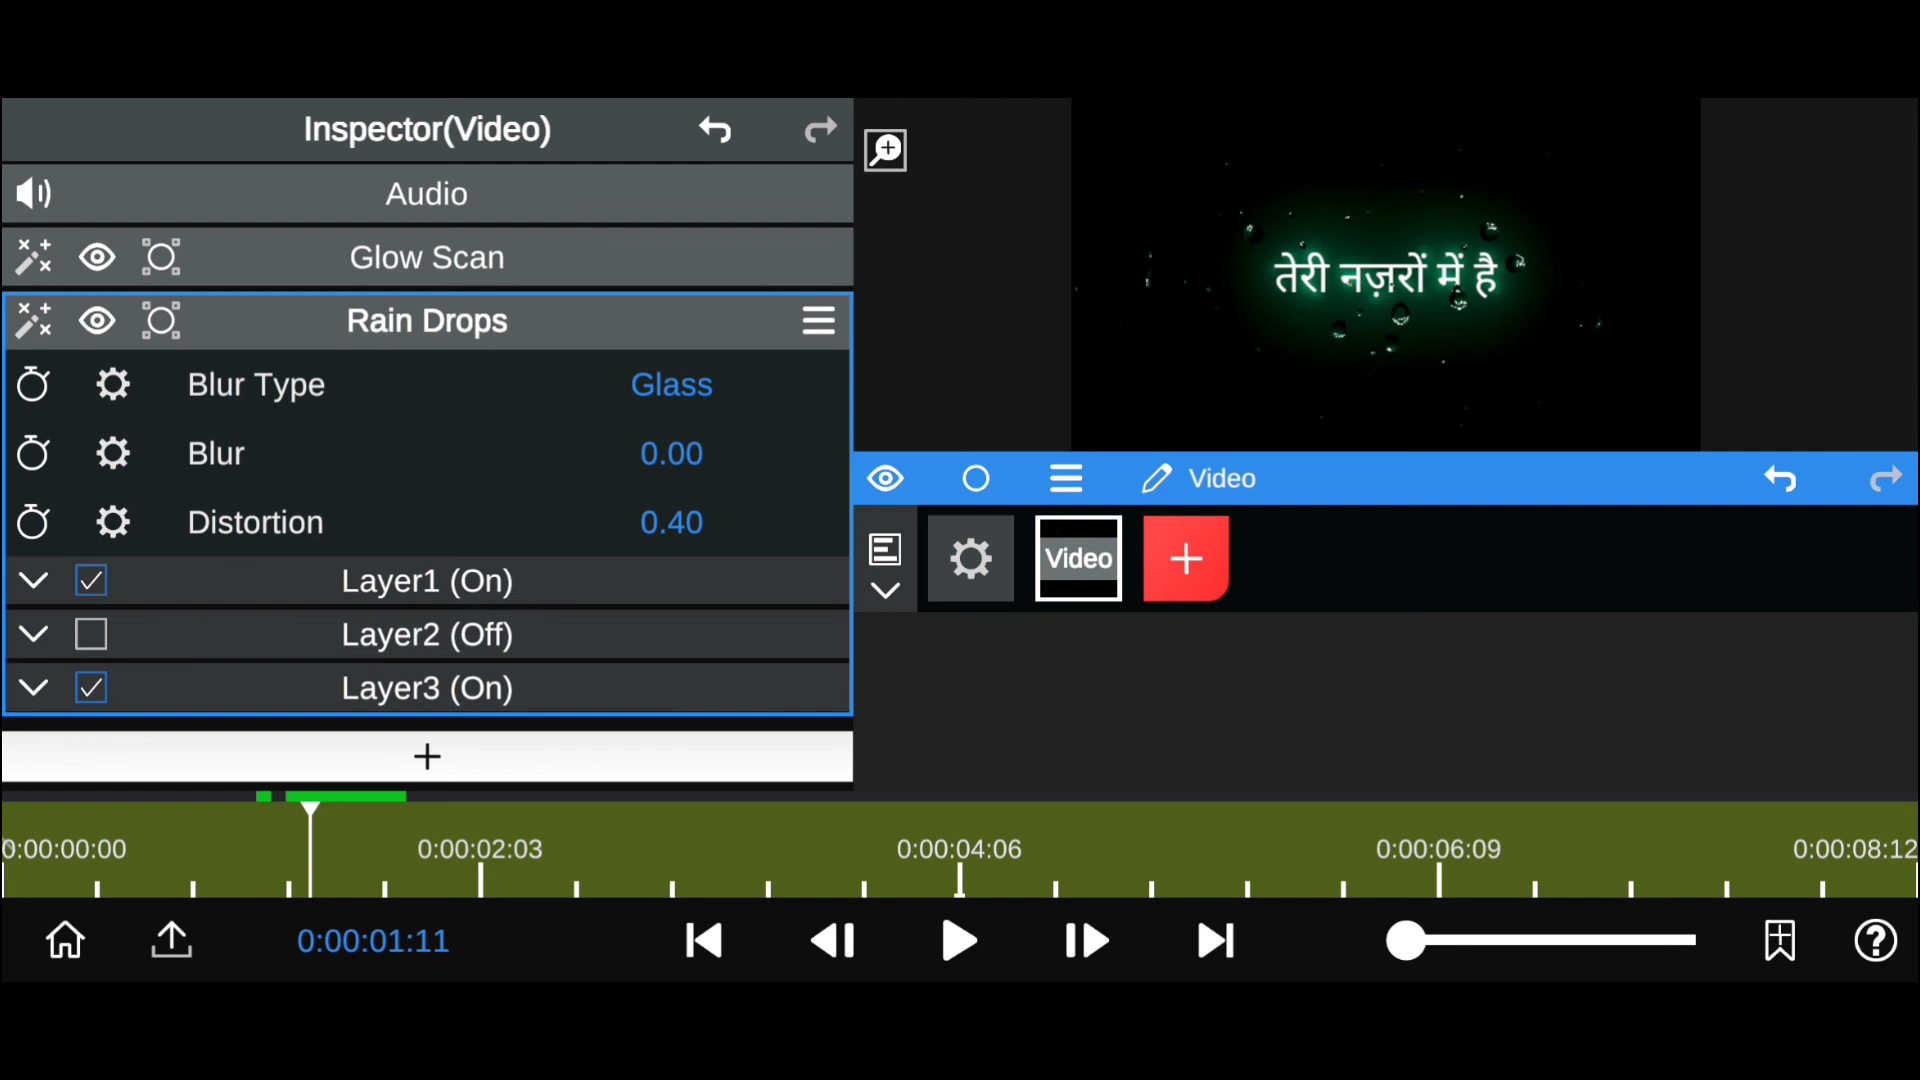 Inspector(Video)
Audio
Glow Scan
Rain Drops
Blur Type Glass
Blur 0.00
Distortion 0.40
Layer1 (On)
Layer2 (Off)
Layer3 (On)
तेरी नज़रों में है
Video
Video
0:00:00:00 0:00:02:03 0:00:04:06 0:00:06:09 0:00:08:12
0:00:01:11